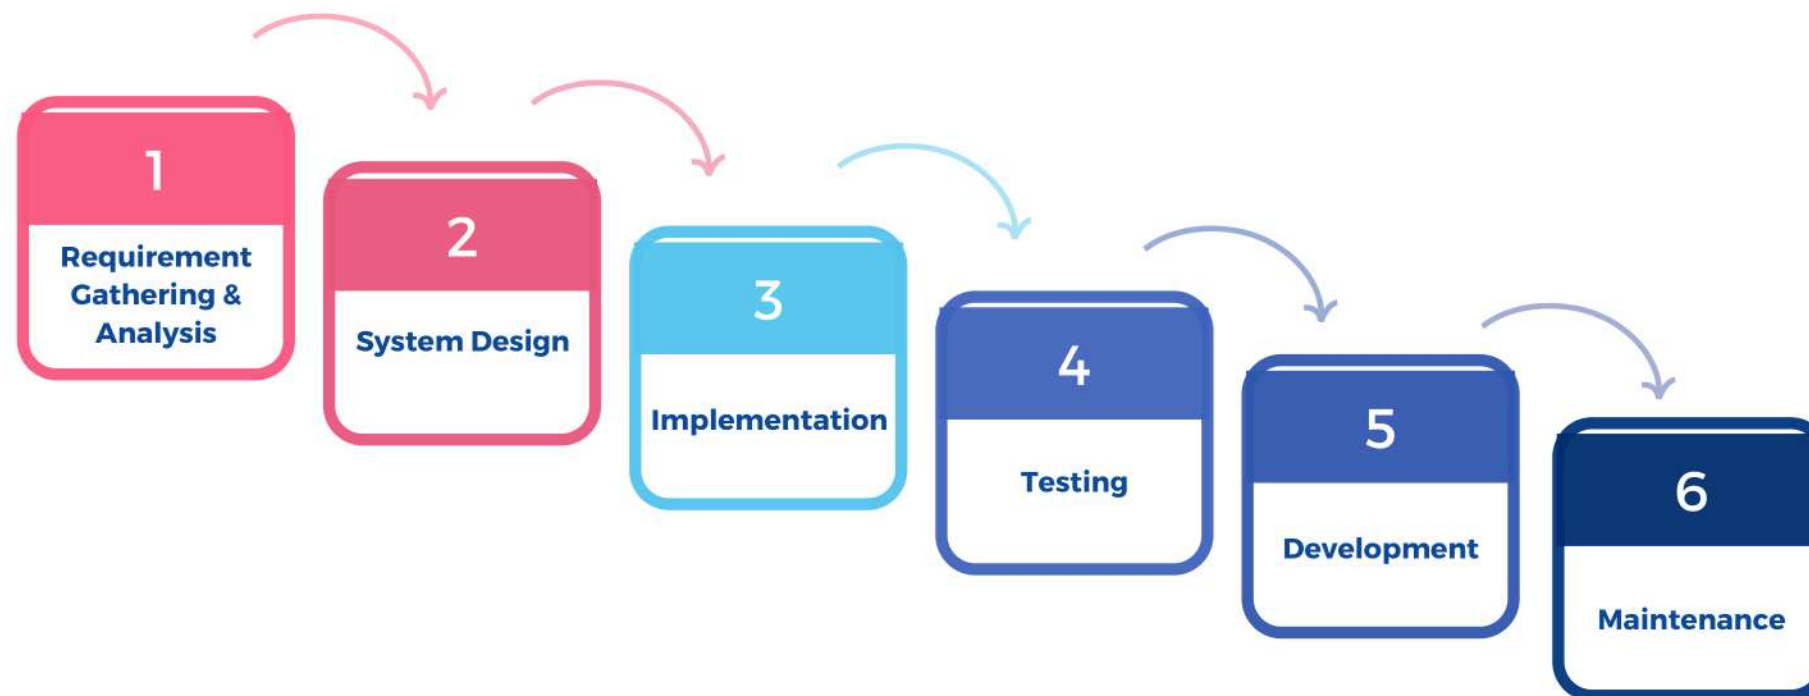 1
Requirement
Gathering &
Analysis
2
System Design
3
Implementation
4
Testing
5
Development
6
Maintenance